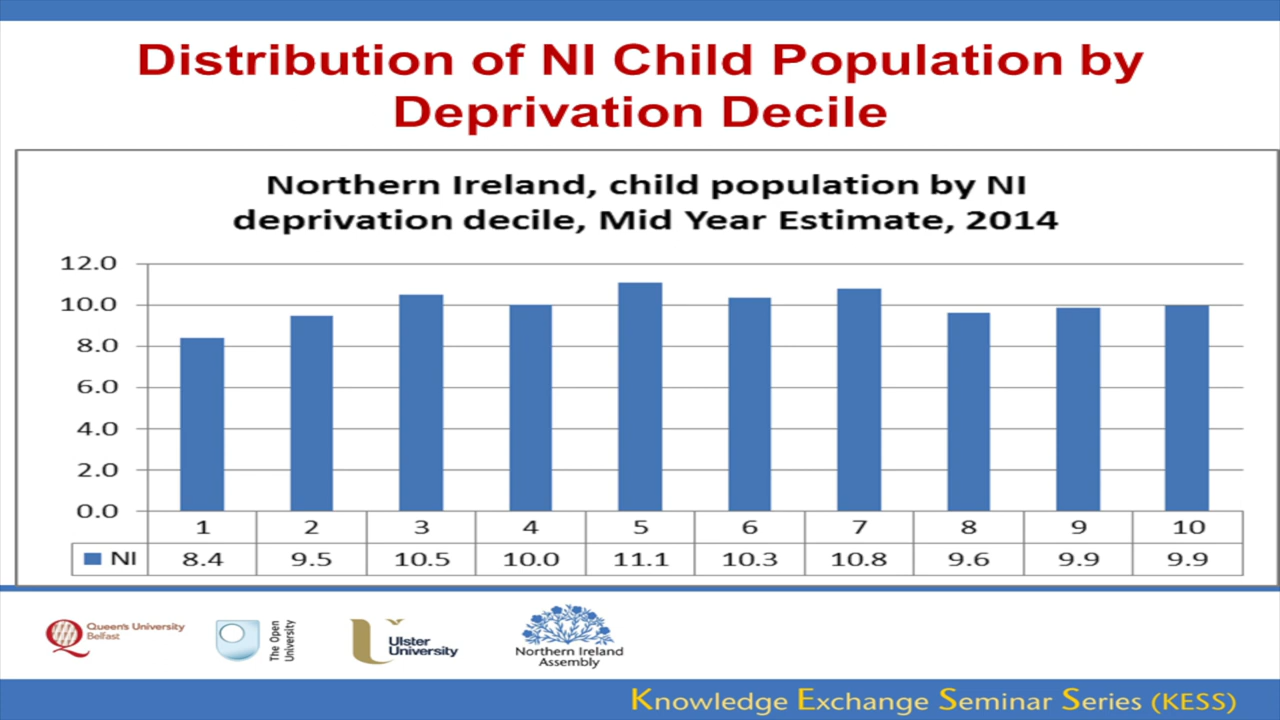 Distribution of NI Child Population by
Deprivation Decile
Northern Ireland, child population by NI
deprivation decile, Mid Year Estimate, 2014
12.0
10.0
8.0
6.0
4.0
2.0
0.0
1 2 3 4 5 6 7 8 9 10
NI 8.4 9.5 10.5 10.0 11.1 10.3 10.8 9.6 9.9 9.9
Queen's University
Belfast
The Open
University
Ulster
University
Northern Ireland
Assembly
Knowledge Exchange Seminar Series (KESS)